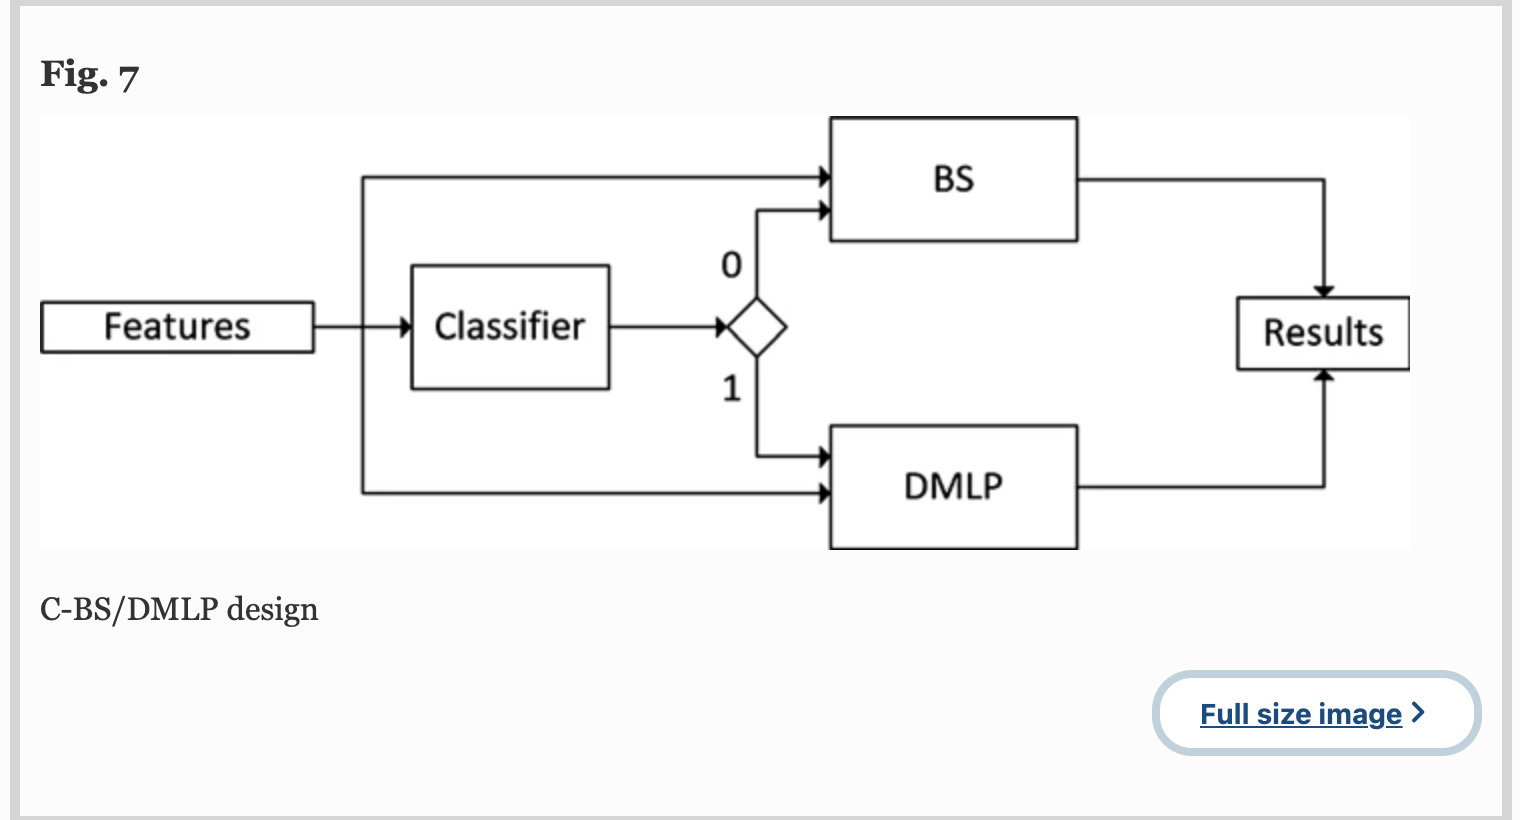 Fig. 7
BS
0
Features
Classifier
Results
1
DMLP
C-BS/DMLP design
Full size image